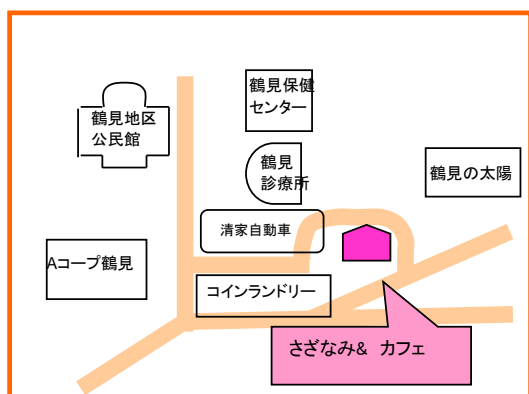 鶴見保健
センター
鶴見地区
公民館
鶴見
診療所
鶴見の太陽
清家自動車
Aコープ鶴見
コインランドリー
さざなみ& カフェ